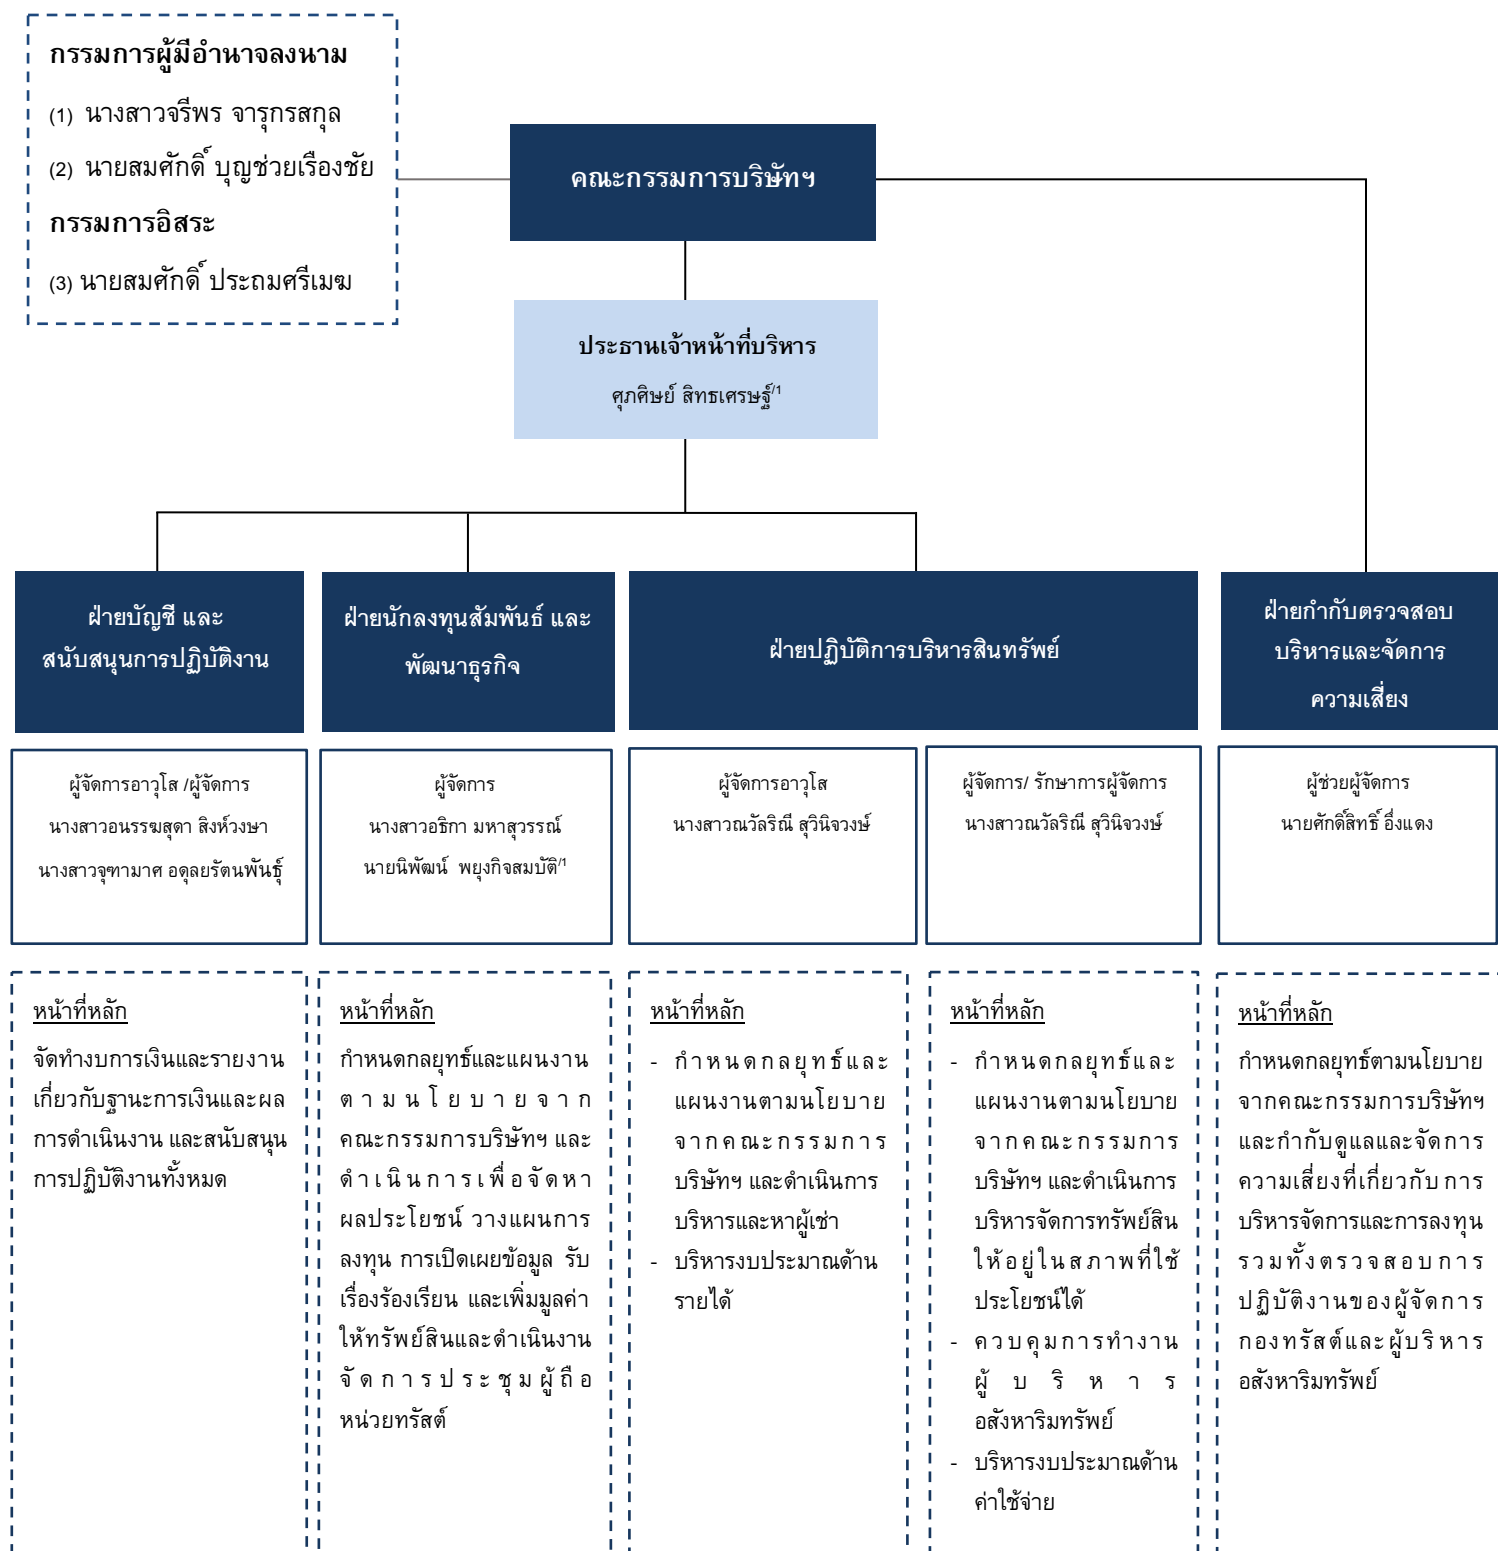 กรรมการผู้มีอำนาจลงนาม
(1) นางสาวจรีพร จารุกรสกุล
(2) นายสมศักดิ์ บุญช่วยเรืองชัย
กรรมการอิสระ
(3) นายสมศักดิ์ ประถมศรีเมฆ
คณะกรรมการบริษัทฯ
ประธานเจ้าหน้าที่บริหาร
ศุภศิษย์ สิทธเศรษฐ์/1
ฝ่ายบัญชี และ
สนับสนุนการปฏิบัติงาน
ฝ่ายนักลงทุนสัมพันธ์ และ
พัฒนาธุรกิจ
ฝ่ายปฏิบัติการบริหารสินทรัพย์
ฝ่ายกำกับตรวจสอบ
บริหารและจัดการ
ความเสี่ยง
ผู้จัดการอาวุโส /ผู้จัดการ
นางสาวอนรรฆสุดา สิงห์วงษา
นางสาวจุฑามาศ อดุลยรัตนพันธุ์
ผู้จัดการ
นางสาวอธิกา มหาสุวรรณ์
นายนิพัฒน์ พยุงกิจสมบัติ/1
ผู้จัดการอาวุโส
นางสาวณวัลริณี สุวินิจวงษ์
ผู้จัดการ/ รักษาการผู้จัดการ
นางสาวณวัลริณี สุวินิจวงษ์
ผู้ช่วยผู้จัดการ
นายศักดิ์สิทธิ์ อึ่งแดง
หน้าที่หลัก
จัดทำงบการเงินและรายงาน
เกี่ยวกับฐานะการเงินและผล
การดำเนินงาน และสนับสนุน
การปฏิบัติงานทั้งหมด
หน้าที่หลัก
กำหนดกลยุทธ์และแผนงาน
ตามนโยบายจาก
คณะกรรมการบริษัทฯ และ
ดำเนินการเพื่อจัดหา
ผลประโยชน์ วางแผนการ
ลงทุน การเปิดเผยข้อมูล รับ
เรื่องร้องเรียน และเพิ่มมูลค่า
ให้ทรัพย์สินและดำเนินงาน
จัดการประชุมผู้ถือ
หน่วยทรัสต์
หน้าที่หลัก
- กำหนดกลยุทธ์และ
แผนงานตามนโยบาย
จากคณะกรรมการ
บริษัทฯ และดำเนินการ
บริหารและหาผู้เช่า
- บริหารงบประมาณด้าน
รายได้
หน้าที่หลัก
- กำหนดกลยุทธ์และ
แผนงานตามนโยบาย
จากคณะกรรมการ
บริษัทฯ และดำเนินการ
บริหารจัดการทรัพย์สิน
ให้อยู่ในสภาพที่ใช้
ประโยชน์ได้
- ควบคุมการทำงาน
ผู้บริหาร
อสังหาริมทรัพย์
- บริหารงบประมาณด้าน
ค่าใช้จ่าย
หน้าที่หลัก
กำหนดกลยุทธ์ตามนโยบาย
จากคณะกรรมการบริษัทฯ
และกำกับดูแลและจัดการ
ความเสี่ยงที่เกี่ยวกับ การ
บริหารจัดการและการลงทุน
รวมทั้งตรวจสอบการ
ปฏิบัติงานของผู้จัดการ
กองทรัสต์และผู้บริหาร
อสังหาริมทรัพย์